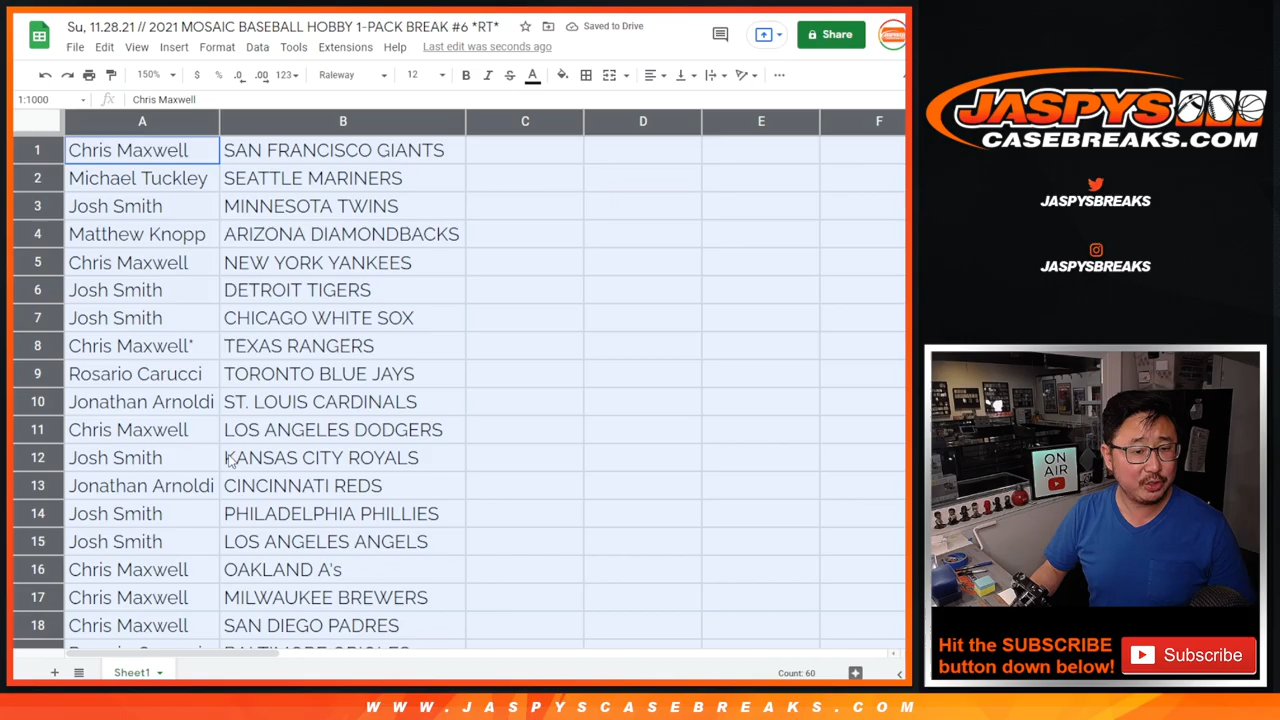 Su, 11.28.21 // 2021 MOSAIC BASEBALL HOBBY 1-PACK BREAK #6 *RT*
Saved to Drive
Share
File Edit View Insert Format Data Tools Extensions Help Last edit was seconds ago
150% $ % .0 .00 123 Raleway 12 B I S A
1:1000 fx Chris Maxwell
A B C D E F
1 Chris Maxwell SAN FRANCISCO GIANTS
2 Michael Tuckley SEATTLE MARINERS
3 Josh Smith MINNESOTA TWINS
4 Matthew Knopp ARIZONA DIAMONDBACKS
5 Chris Maxwell NEW YORK YANKEES
6 Josh Smith DETROIT TIGERS
7 Josh Smith CHICAGO WHITE SOX
8 Chris Maxwell* TEXAS RANGERS
9 Rosario Carucci TORONTO BLUE JAYS
10 Jonathan Arnoldi ST. LOUIS CARDINALS
11 Chris Maxwell LOS ANGELES DODGERS
12 Josh Smith KANSAS CITY ROYALS
13 Jonathan Arnoldi CINCINNATI REDS
14 Josh Smith PHILADELPHIA PHILLIES
15 Josh Smith LOS ANGELES ANGELS
16 Chris Maxwell OAKLAND A's
17 Chris Maxwell MILWAUKEE BREWERS
18 Chris Maxwell SAN DIEGO PADRES
Sheet1
Count: 60
JASPYS
CASEBREAKS.COM
JASPYSBREAKS
JASPYSBREAKS
ON
AIR
Hit the SUBSCRIBE
button down below!
Subscribe
WWW.JASPYSCASEBREAKS.COM